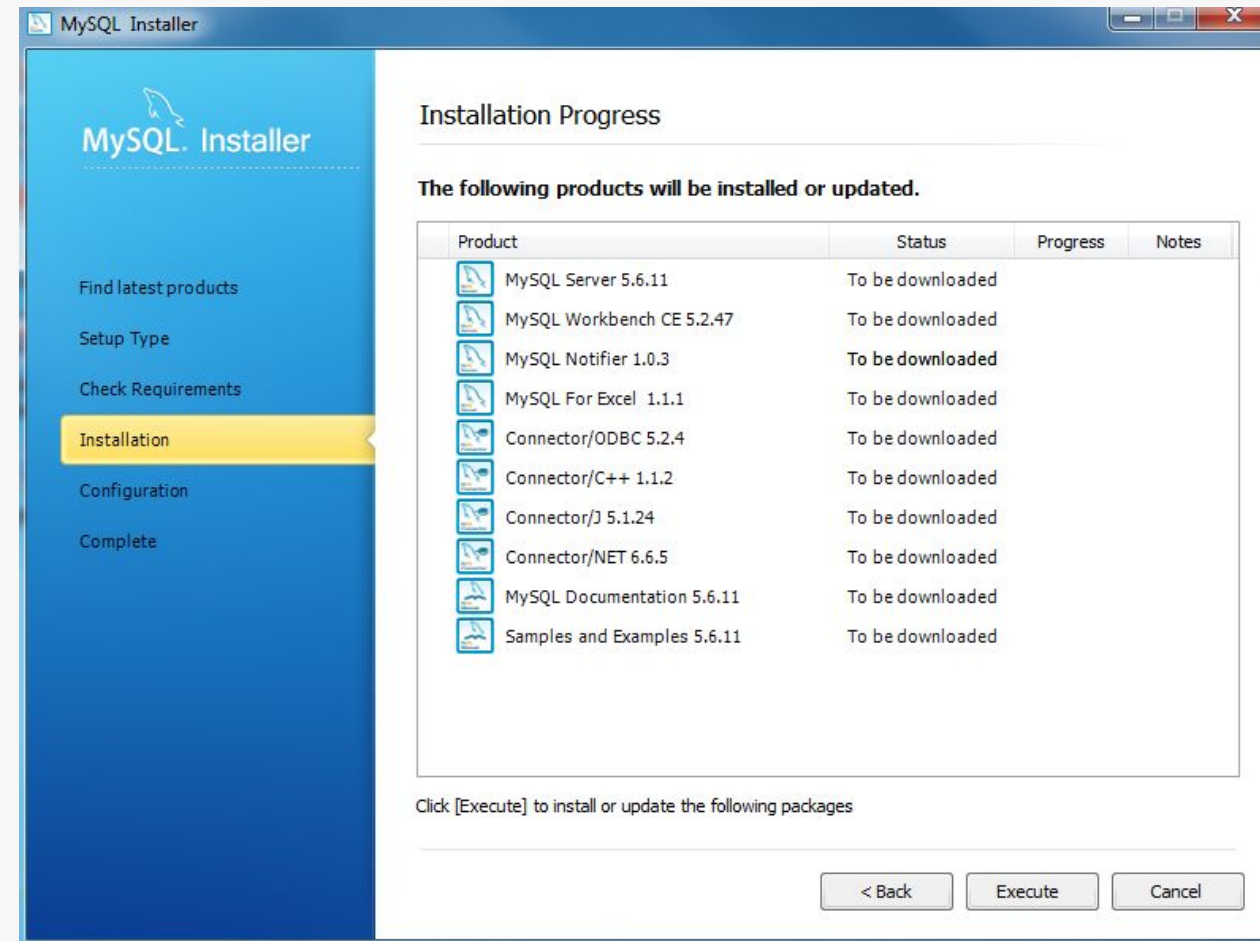 MySQL Installer
MySQL. Installer
Find latest products
Setup Type
Check Requirements
Installation
Configuration
Complete
Installation Progress
The following products will be installed or updated.
Product Status Progress Notes
MySQL Server 5.6.11 To be downloaded
MySQL Workbench CE 5.2.47 To be downloaded
MySQL Notifier 1.0.3 To be downloaded
MySQL For Excel 1.1.1 To be downloaded
Connector/ODBC 5.2.4 To be downloaded
Connector/C++ 1.1.2 To be downloaded
Connector/J 5.1.24 To be downloaded
Connector/NET 6.6.5 To be downloaded
MySQL Documentation 5.6.11 To be downloaded
Samples and Examples 5.6.11 To be downloaded
Click [Execute] to install or update the following packages
< Back Execute Cancel